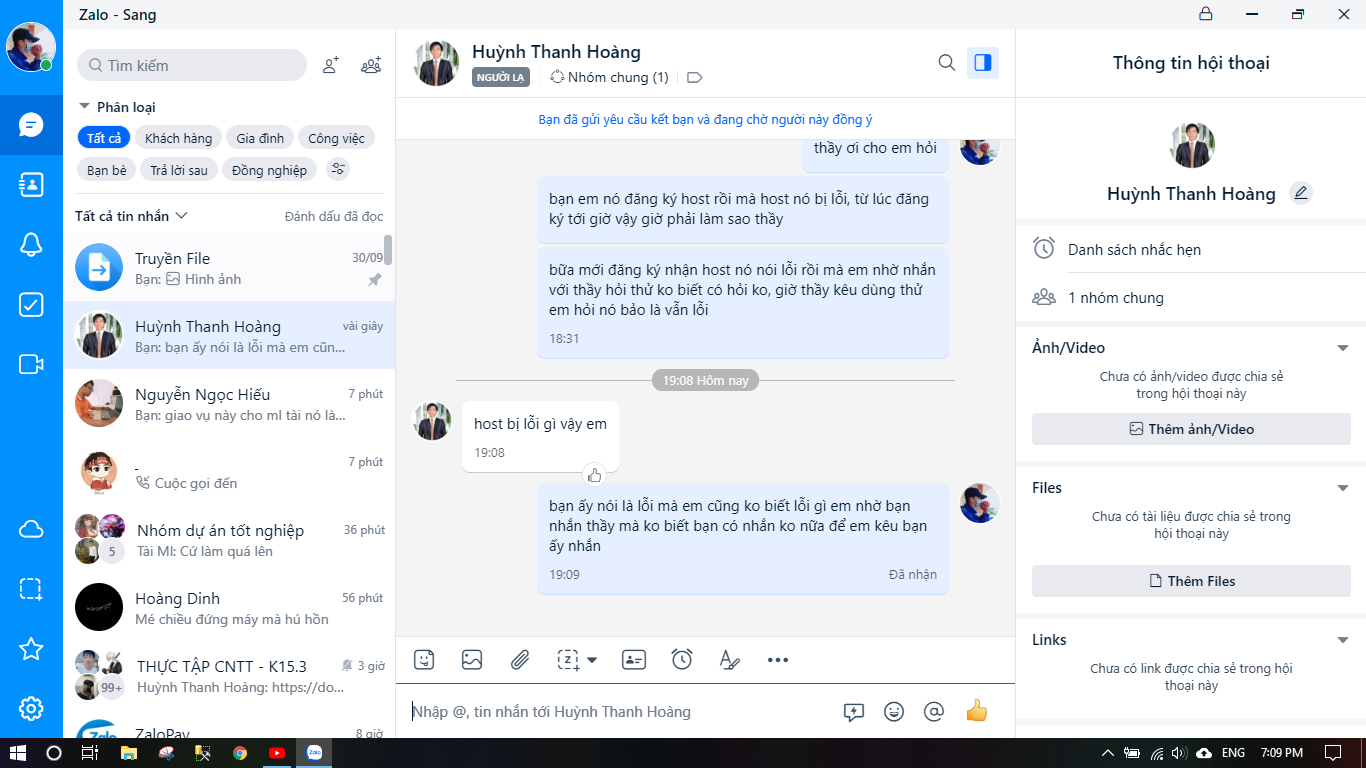 Zalo - Sang
Tìm kiếm
Phân loại
Tất cả
Khách hàng
Gia đình
Công việc
Bạn bè
Trả lời sau
Đồng nghiệp
Tất cả tin nhắn
Đánh dấu đã đọc
Truyền File
30/09
Bạn: Hình ảnh
Huỳnh Thanh Hoàng
vài giây
Bạn: bạn ấy nói là lỗi mà em cũn...
Nguyễn Ngọc Hiếu
7 phút
Bạn: giao vụ này cho ml tài nó là...
-
7 phút
Cuộc gọi đến
Nhóm dự án tốt nghiệp
36 phút
5
Tài Ml: Cứ làm quá lên
Hoàng Dinh
56 phút
Mé chiều đứng máy mà hú hồn
THỰC TẬP CNTT - K15.3
3 giờ
99+
Huỳnh Thanh Hoàng: https://do...
Zalo
ZaloPay
8 giờ
Huỳnh Thanh Hoàng
NGƯỜI LẠ
Nhóm chung (1)
Bạn đã gửi yêu cầu kết bạn và đang chờ người này đồng ý
thầy ơi cho em hỏi
bạn em nó đăng ký host rồi mà host nó bị lỗi, từ lúc đăng
ký tới giờ vậy giờ phải làm sao thầy
bữa mới đăng ký nhận host nó nói lỗi rồi mà em nhờ nhắn
với thầy hỏi thử ko biết có hỏi ko, giờ thầy kêu dùng thử
em hỏi nó bảo là vẫn lỗi
18:31
19:08 Hôm nay
host bị lỗi gì vậy em
19:08
bạn ấy nói là lỗi mà em cũng ko biết lỗi gì em nhờ bạn
nhắn thầy mà ko biết bạn có nhắn ko nữa để em kêu bạn
ấy nhắn
19:09
Đã nhận
Nhập @, tin nhắn tới Huỳnh Thanh Hoàng
Thông tin hội thoại
Huỳnh Thanh Hoàng
Danh sách nhắc hẹn
1 nhóm chung
Ảnh/Video
Chưa có ảnh/video được chia sẻ
trong hội thoại này
Thêm ảnh/Video
Files
Chưa có tài liệu được chia sẻ trong
hội thoại này
Thêm Files
Links
Chưa có link được chia sẻ trong hội
thoại này
Zalo
ENG
7:09 PM